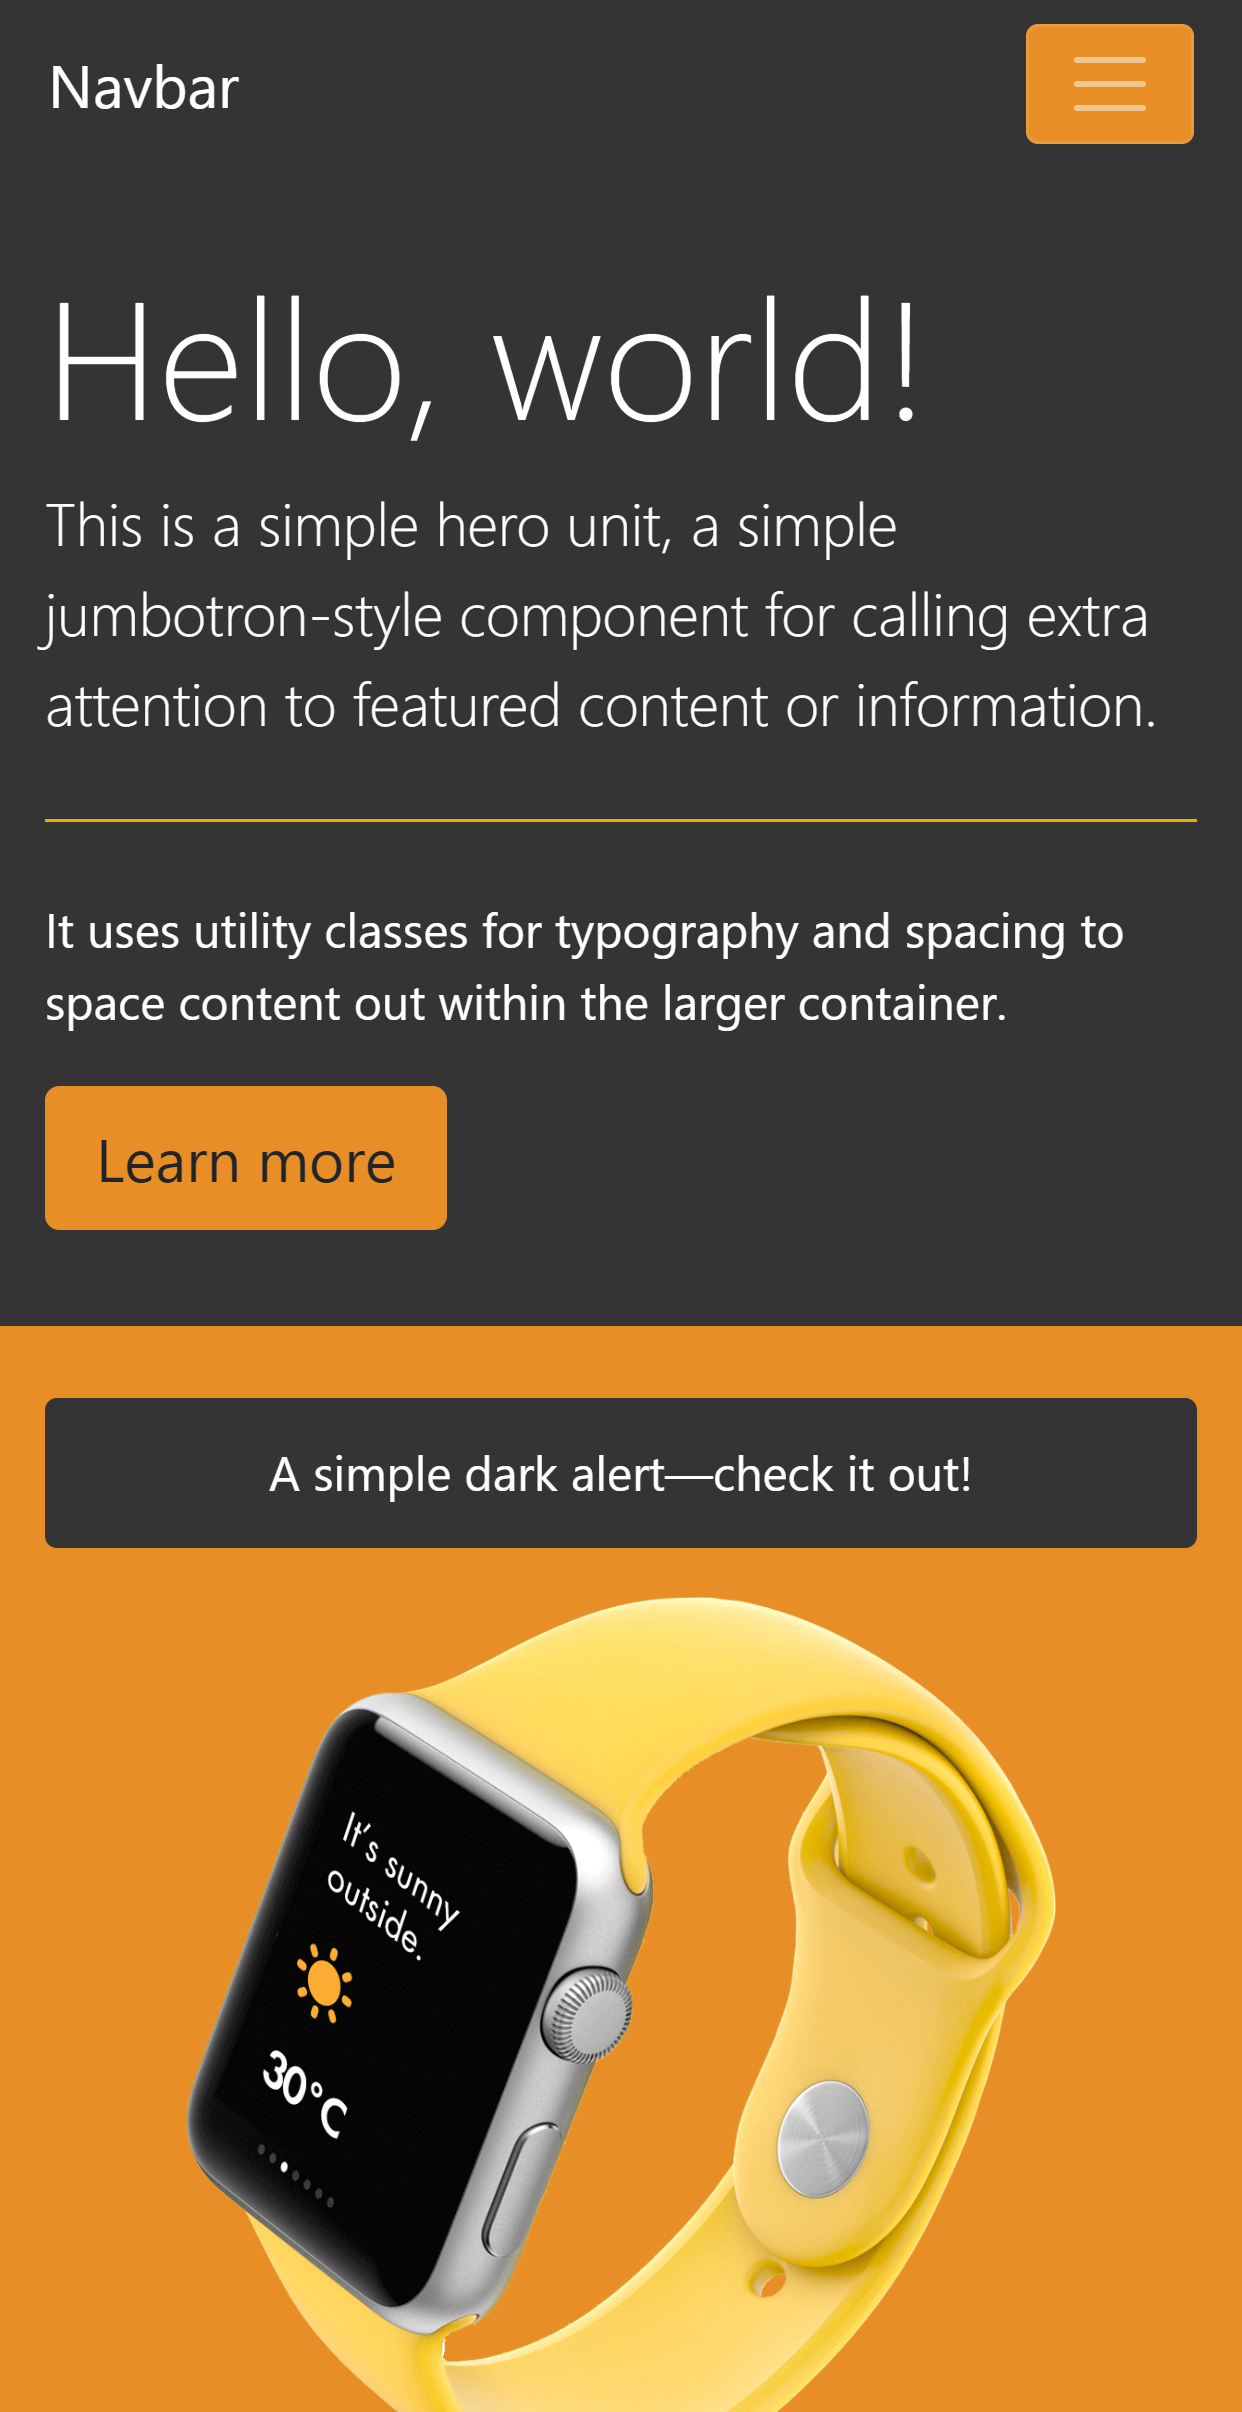 Navbar
Hello, world!
This is a simple hero unit, a simple
jumbotron-style component for calling extra
attention to featured content or information.
It uses utility classes for typography and spacing to
space content out within the larger container.
Learn more
A simple dark alert—check it out!
It's sunny
outside.
30°C